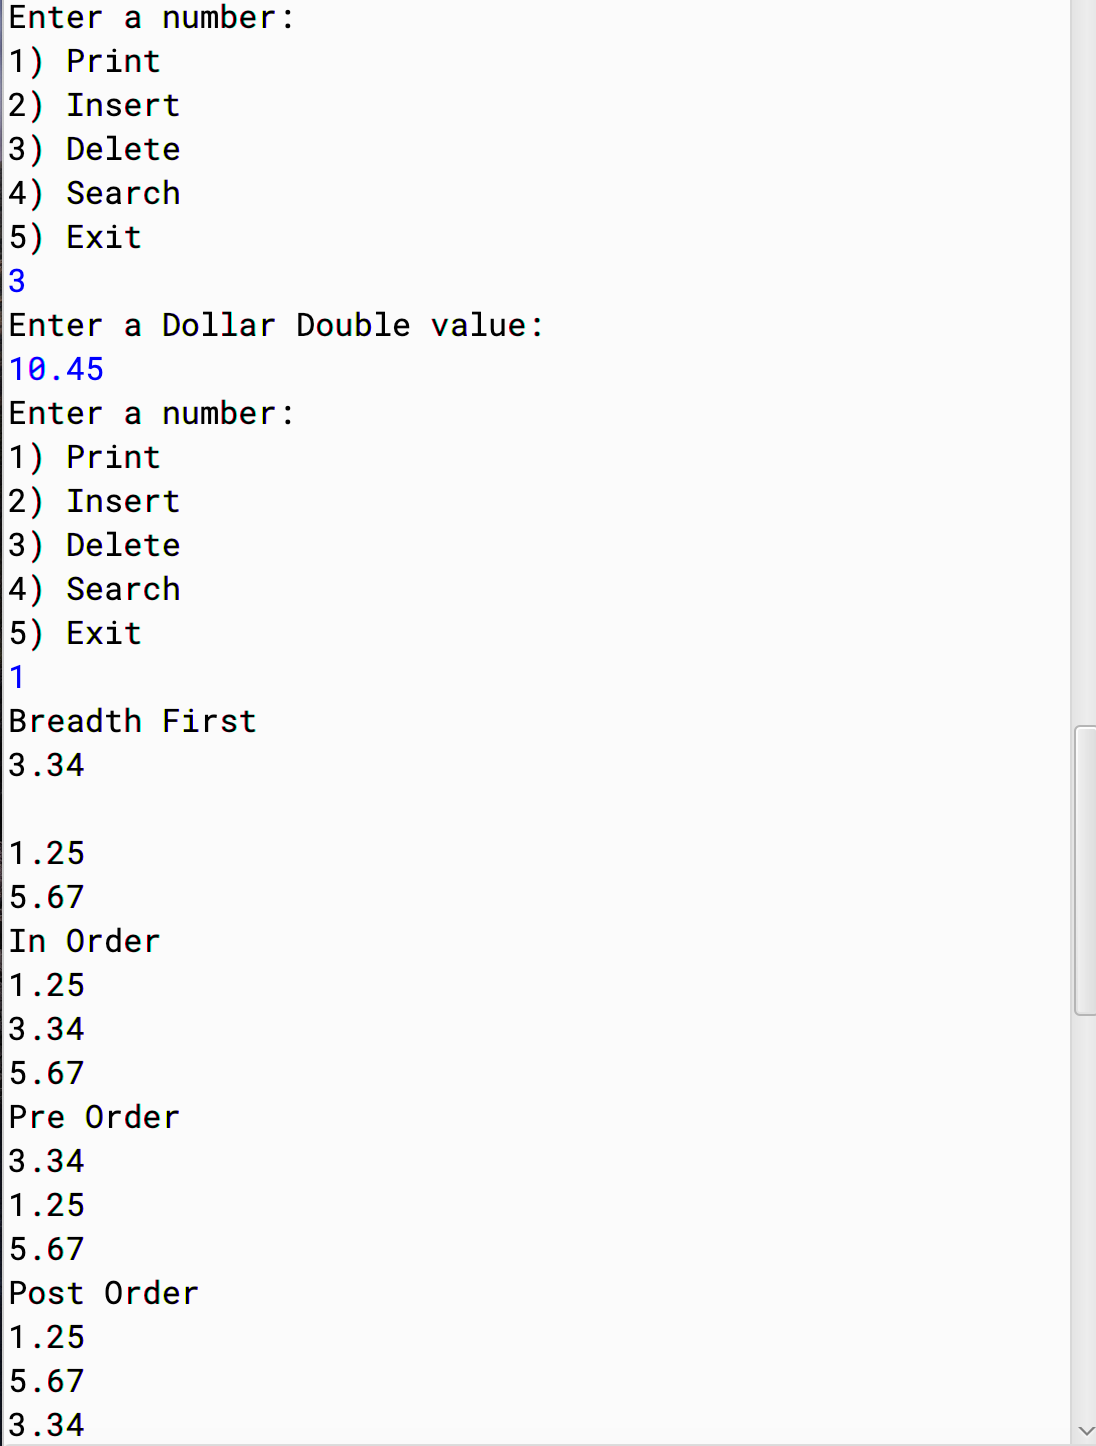 Enter a number:
1) Print
2) Insert
3) Delete
4) Search
5) Exit
3
Enter a Dollar Double value:
10.45
Enter a number:
1) Print
2) Insert
3) Delete
4) Search
5) Exit
1
Breadth First
3.34

1.25
5.67
In Order
1.25
3.34
5.67
Pre Order
3.34
1.25
5.67
Post Order
1.25
5.67
3.34